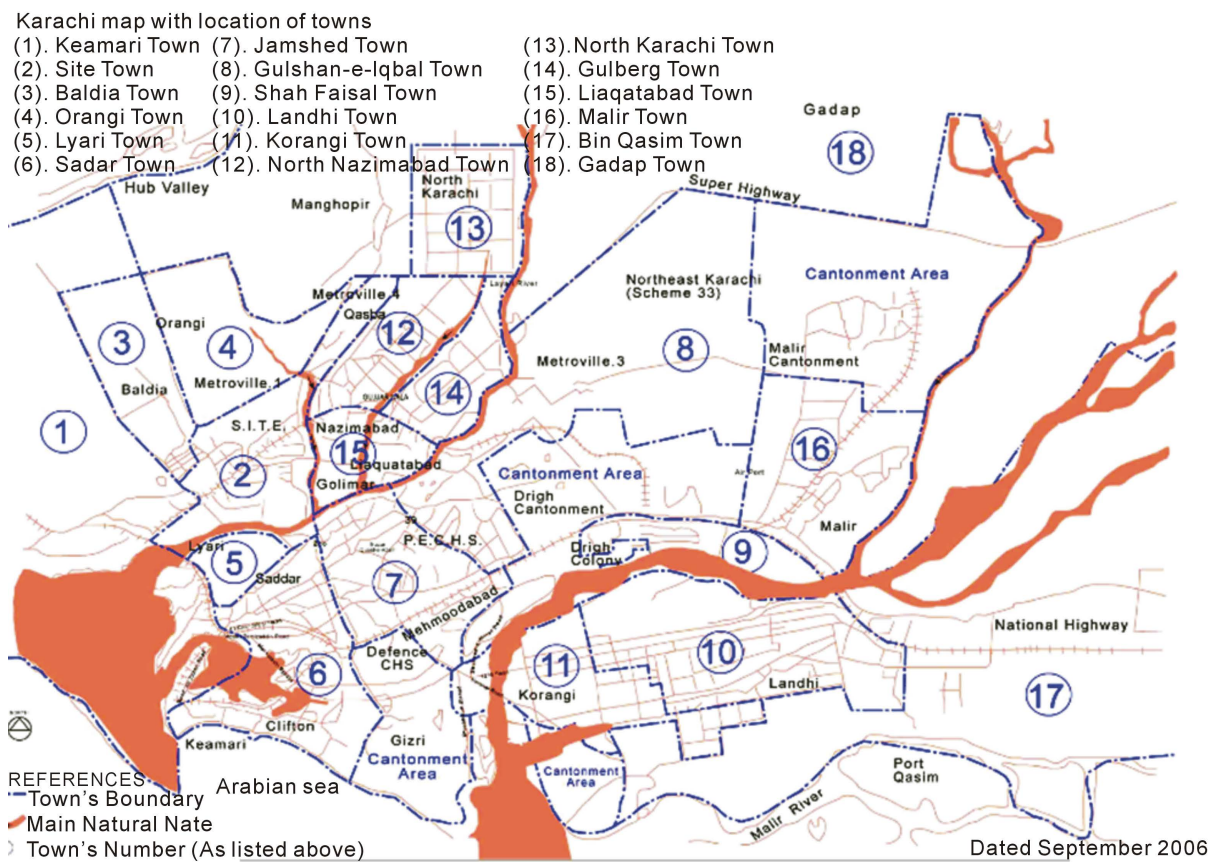 Karachi map with location of towns
(1). Keamari Town (7). Jamshed Town (13).North Karachi Town
(2). Site Town (8). Gulshan-e-Iqbal Town (14). Gulberg Town
(3). Baldia Town (9). Shah Faisal Town (15). Liaqatabad Town
(4). Orangi Town (10). Landhi Town (16). Malir Town
(5). Lyari Town (11). Korangi Town (17). Bin Qasim Town
(6). Sadar Town (12). North Nazimabad Town (18). Gadap Town
Gadap
18
Hub Valley
North
Karachi
Super Highway
Manghopir
13
Northeast Karachi
(Scheme 33)
Cantonment Area
Metroville.4
Qasba
Orangi
12
3
4
8
Metroville.3
Malir
Cantonment
Baldia
Metroville.1
14
1
S.I.T.E.
Nazimabad
15
Liaquatabad
16
2
Golimar
Cantonment Area
Air Port
Drigh
Cantonment
Malir
P.E.C.H.S.
Lyari
5
Drigh
Colony
9
Saddar
7
Mehmoodabad
National Highway
Defence
CHS
6
11
10
Korangi
Landhi
17
Clifton
Keamari
Gizri
Cantonment
Area
Cantonment
Area
Port
Qasim
Arabian sea
Malir River
REFERENCES
Town's Boundary
Main Natural Nate
Town's Number (As listed above)
Dated September 2006